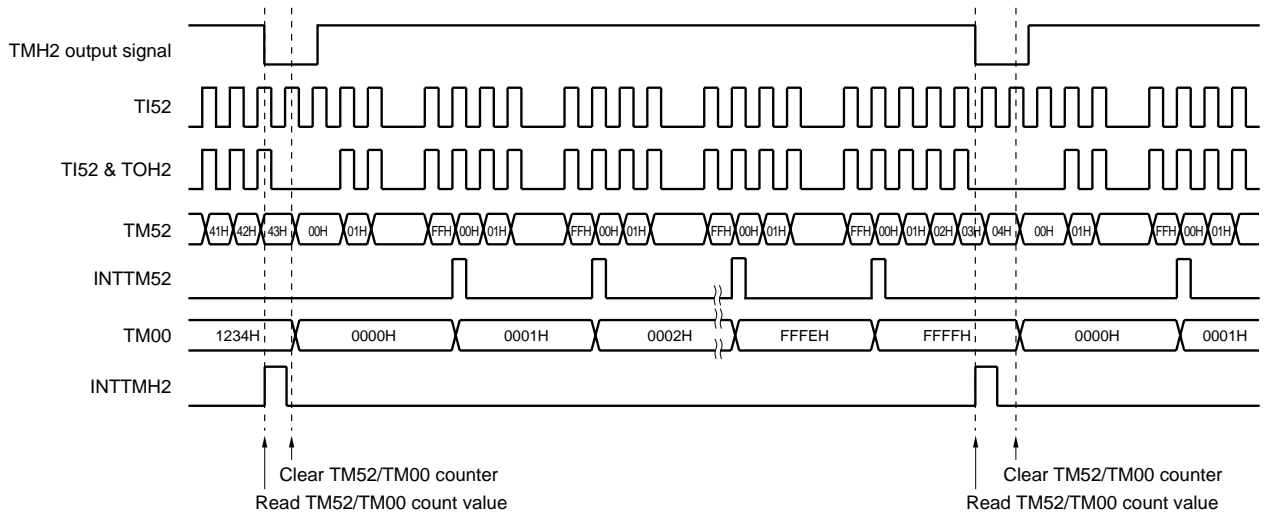 TMH2 output signal
TI52
TI52 & TOH2
TM52 41H 42H 43H 00H 01H FFH 00H 01H FFH 00H 01H FFH 00H 01H FFH 00H 01H 02H 03H 04H 00H 01H FFH 00H 01H
INTTM52
TM00 1234H 0000H 0001H 0002H FFFEH FFFFH 0000H 0001H
INTTMH2
Clear TM52/TM00 counter Clear TM52/TM00 counter
Read TM52/TM00 count value Read TM52/TM00 count value